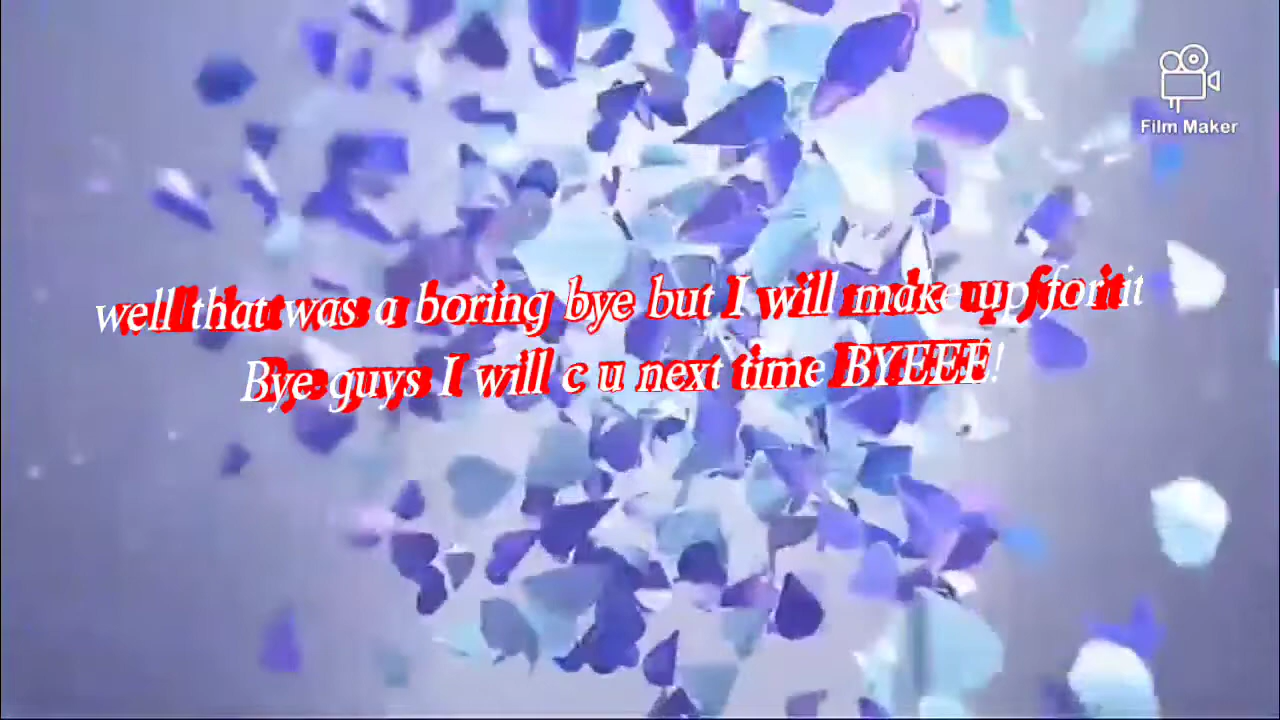 Film Maker
well that was a boring bye but I will make up for it
Bye guys I will c u next time BYEEE!